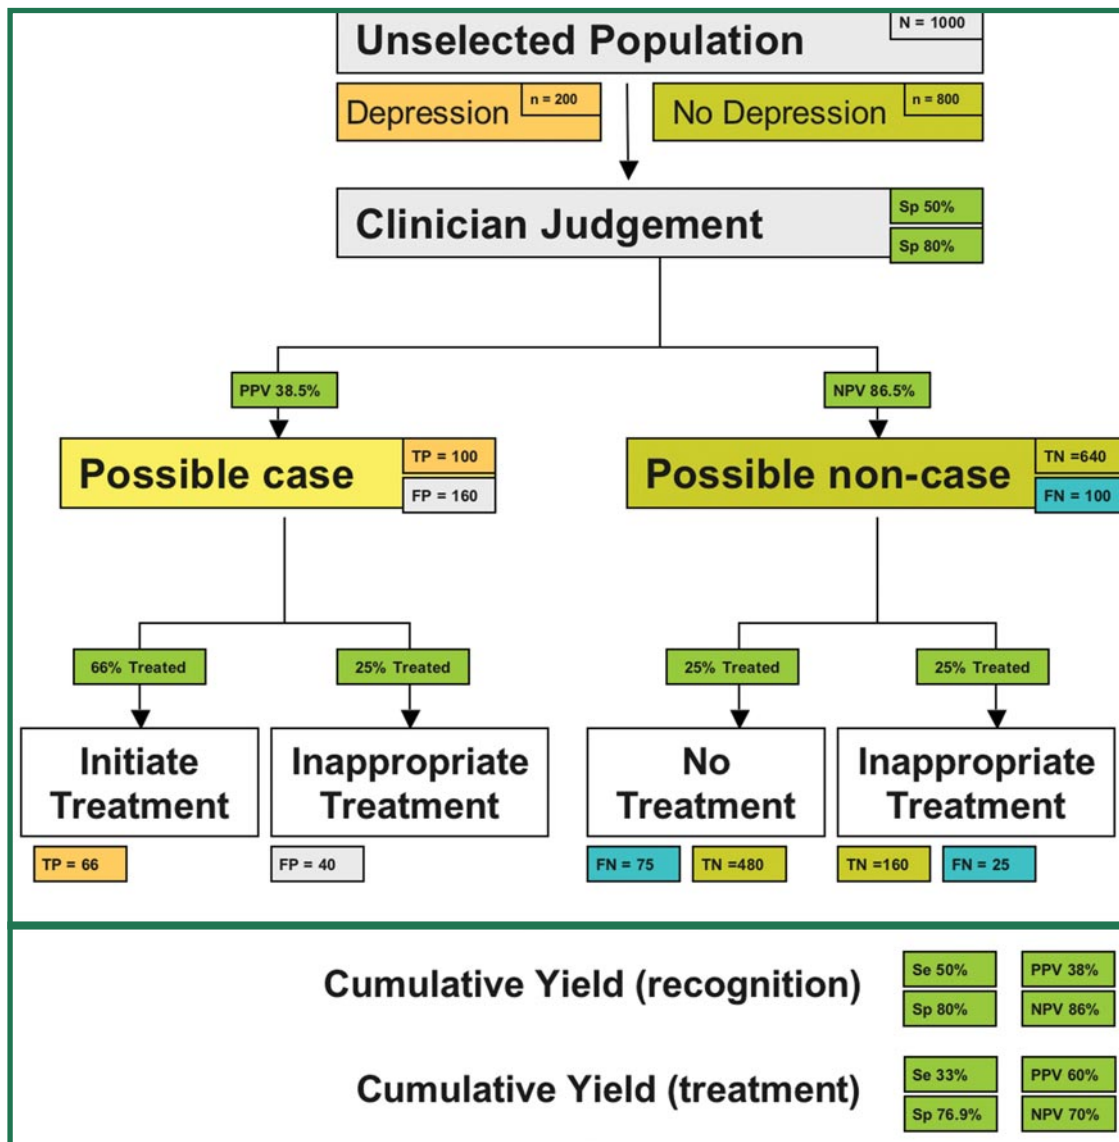 Unselected Population
N = 1000
Depression
n = 200
No Depression
n = 800
Clinician Judgement
Sp 50%
Sp 80%
PPV 38.5%
NPV 86.5%
Possible case
TP = 100
FP = 160
Possible non-case
TN =640
FN = 100
66% Treated
25% Treated
25% Treated
25% Treated
Initiate
Treatment
Inappropriate
Treatment
No
Treatment
Inappropriate
Treatment
TP = 66
FP = 40
FN = 75
TN =480
TN =160
FN = 25
Cumulative Yield (recognition)
Se 50%
PPV 38%
Sp 80%
NPV 86%
Cumulative Yield (treatment)
Se 33%
PPV 60%
Sp 76.9%
NPV 70%